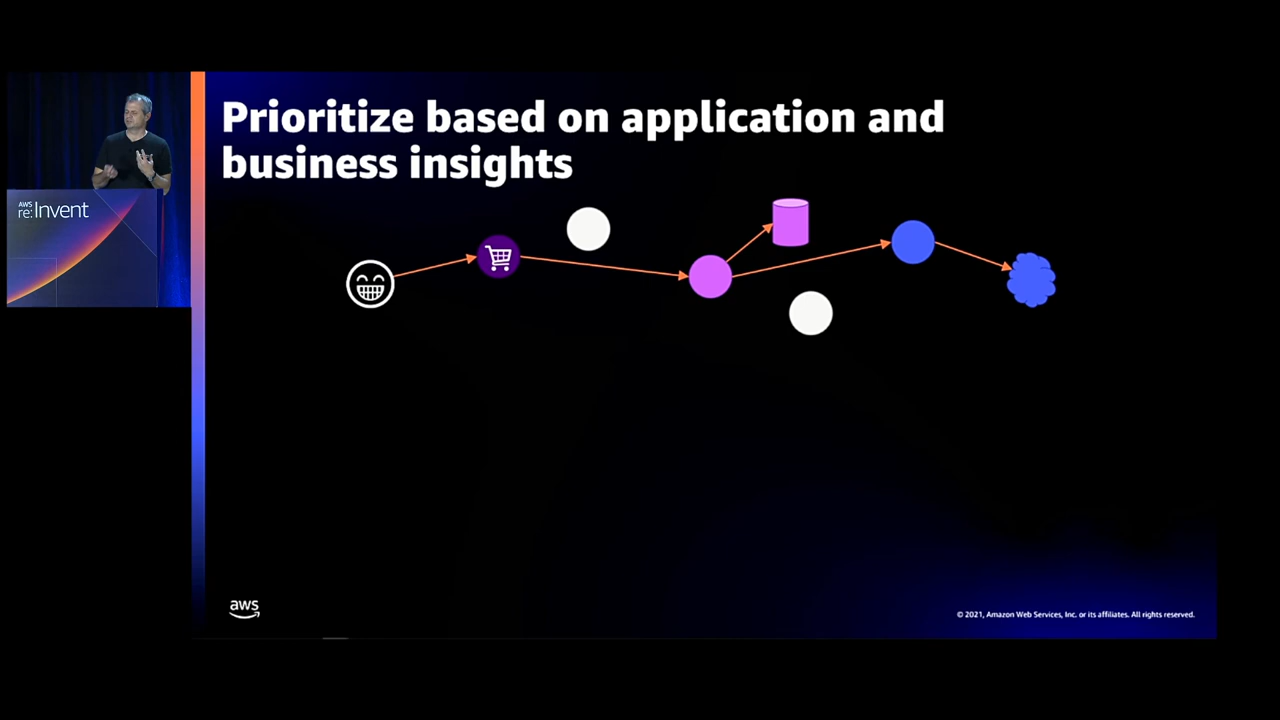 Prioritize based on application and
business insights
AWS
re:Invent
aws
© 2021, Amazon Web Services, Inc. or its affiliates. All rights reserved.